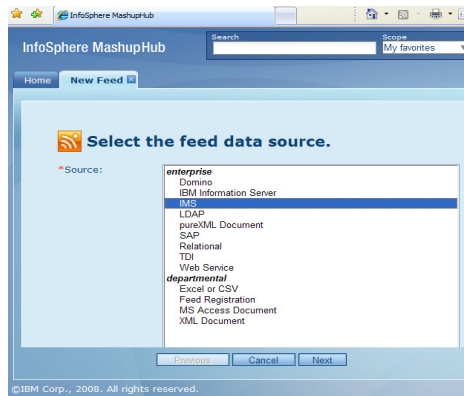 InfoSphere MashupHub
InfoSphere MashupHub
Search
Scope
My favorites
Home
New Feed
Select the feed data source.
*Source:
enterprise
Domino
IBM Information Server
IMS
LDAP
pureXML Document
SAP
Relational
TDI
Web Service
departmental
Excel or CSV
Feed Registration
MS Access Document
XML Document
Previous
Cancel
Next
©IBM Corp., 2008. All rights reserved.